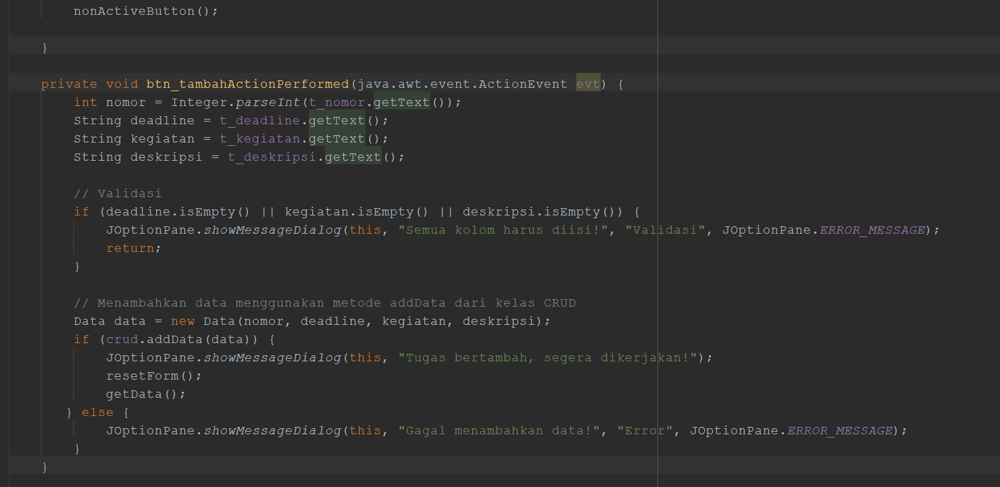 nonActiveButton();
}
private void btn_tambahActionPerformed(java.awt.event.ActionEvent evt) {
int nomor = Integer.parseInt(t_nomor.getText());
String deadline = t_deadline.getText();
String kegiatan = t_kegiatan.getText();
String deskripsi = t_deskripsi.getText();
// Validasi
if (deadline.isEmpty() || kegiatan.isEmpty() || deskripsi.isEmpty()) {
JOptionPane.showMessageDialog(this, "Semua kolom harus diisi!", "Validasi", JOptionPane.ERROR_MESSAGE);
return;
}
// Menambahkan data menggunakan metode addData dari kelas CRUD
Data data = new Data(nomor, deadline, kegiatan, deskripsi);
if (crud.addData(data)) {
JOptionPane.showMessageDialog(this, "Tugas bertambah, segera dikerjakan!");
resetForm();
getData();
} else {
JOptionPane.showMessageDialog(this, "Gagal menambahkan data!", "Error", JOptionPane.ERROR_MESSAGE);
}
}